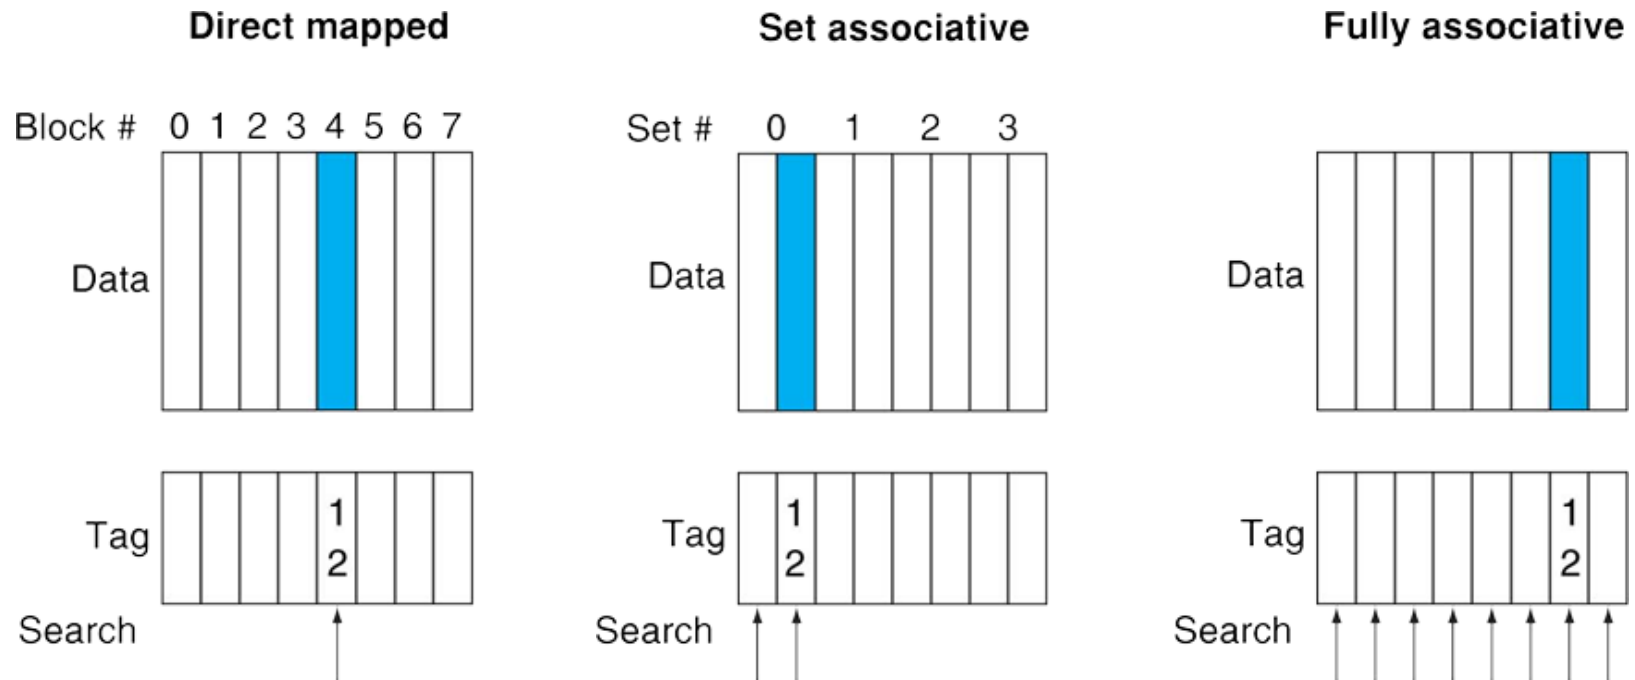 Direct mapped
Block # 0 1 2 3 4 5 6 7
Data
Tag
1
2
Search
Set associative
Set # 0 1 2 3
Data
Tag
1
2
Search
Fully associative
Data
Tag
1
2
Search